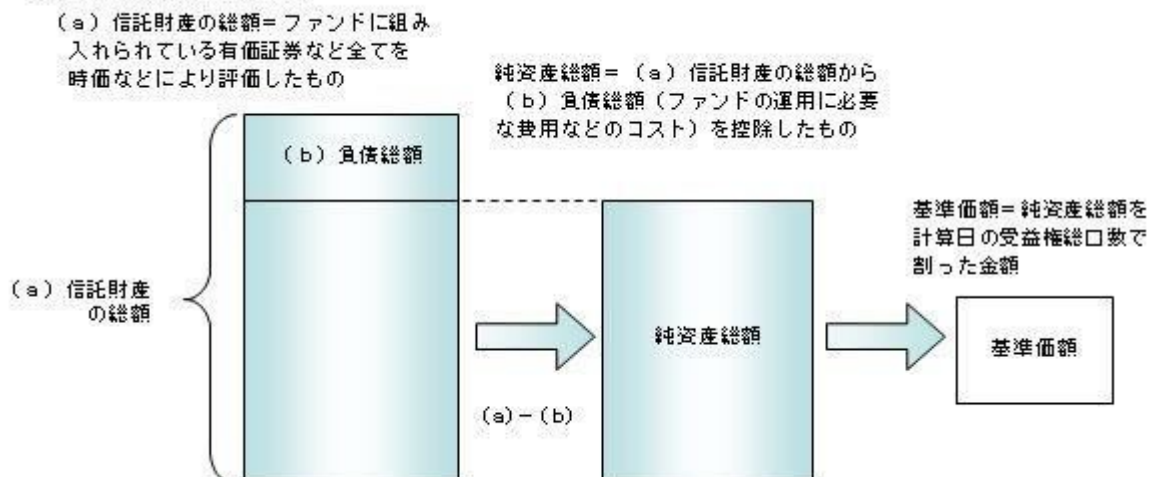 (a)信託財産の総額=ファンドに組み
入れられている有価証券など全てを
時価などにより評価したもの
純資産総額=(a)信託財産の総額から
(b)負債総額(ファンドの運用に必要
な費用などのコスト)を控除したもの
(b)負債総額
基準価額=純資産総額を
計算日の受益権総口数で
割った金額
(a)信託財産
の総額
純資産総額
基準価額
(a)-(b)